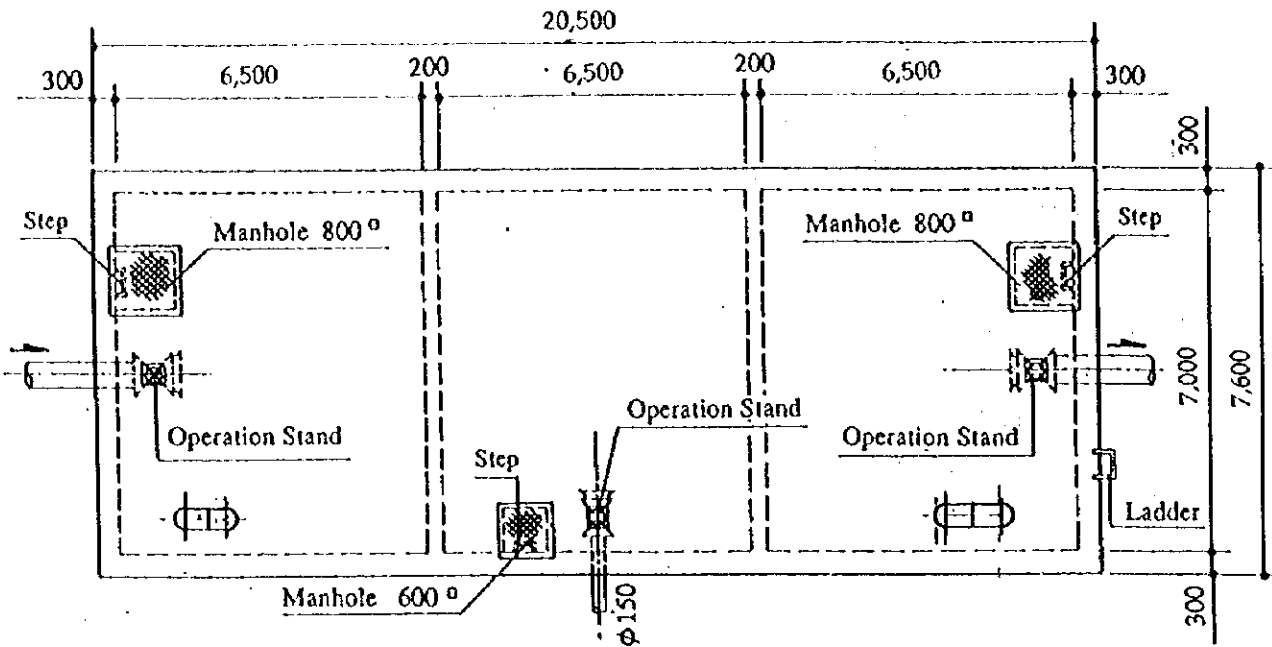 20,500
300 6,500 200 6,500 200 6,500 300
300
Step
Manhole 800□
Manhole 800□
Step
7,000
7,600
Operation Stand
Operation Stand
Operation Stand
Step
Ladder
Manhole 600□
φ150
300